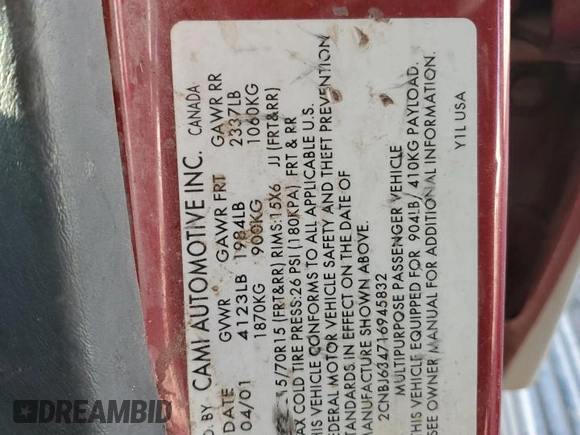 D. BY CAMI AUTOMOTIVE INC. CANADA
DATE GVWR GAWR FRT GAWR RR
04/01 4123LB 1984LB 2337LB
1870KG 900KG 1060KG
15/70R15 (FRT&RR) RIMS:15X6 JJ (FRT&RR)
AX COLD TIRE PRESS:26 PSI (180KPA) FRT & RR
THIS VEHICLE CONFORMS TO ALL APPLICABLE U.S.
FEDERAL MOTOR VEHICLE SAFETY AND THEFT PREVENTION
STANDARDS IN EFFECT ON THE DATE OF
MANUFACTURE SHOWN ABOVE.
2CNBJ634716945832
MULTIPURPOSE PASSENGER VEHICLE
VEHICLE EQUIPPED FOR 904LB/ 410KG PAYLOAD.
SEE OWNER MANUAL FOR ADDITIONAL INFORMATION.
Y1L USA
DREAMBID